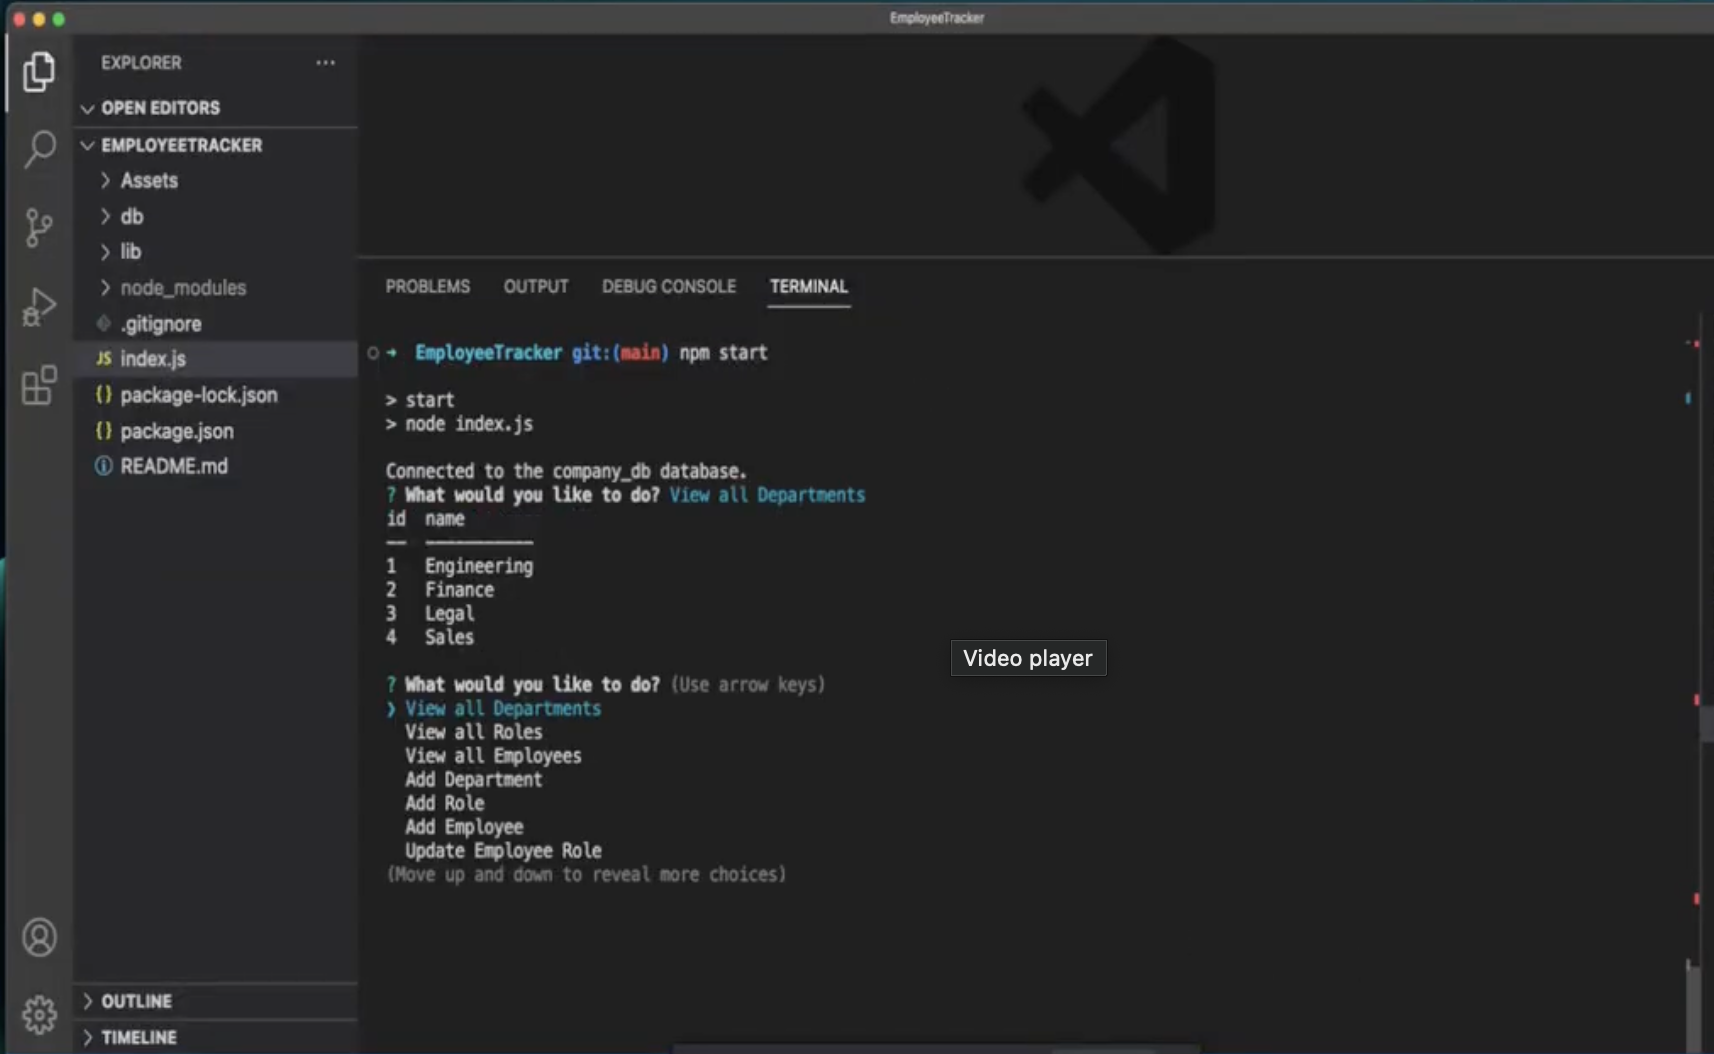 EmployeeTracker
EXPLORER
OPEN EDITORS
EMPLOYEETRACKER
Assets
db
lib
node_modules
.gitignore
JS index.js
{} package-lock.json
{} package.json
README.md
OUTLINE
TIMELINE
PROBLEMS OUTPUT DEBUG CONSOLE TERMINAL
EmployeeTracker git:(main) npm start
> start
> node index.js
Connected to the company_db database.
? What would you like to do? View all Departments
id name
-- -----------
1 Engineering
2 Finance
3 Legal
4 Sales
? What would you like to do? (Use arrow keys)
❯ View all Departments
View all Roles
View all Employees
Add Department
Add Role
Add Employee
Update Employee Role
(Move up and down to reveal more choices)
Video player